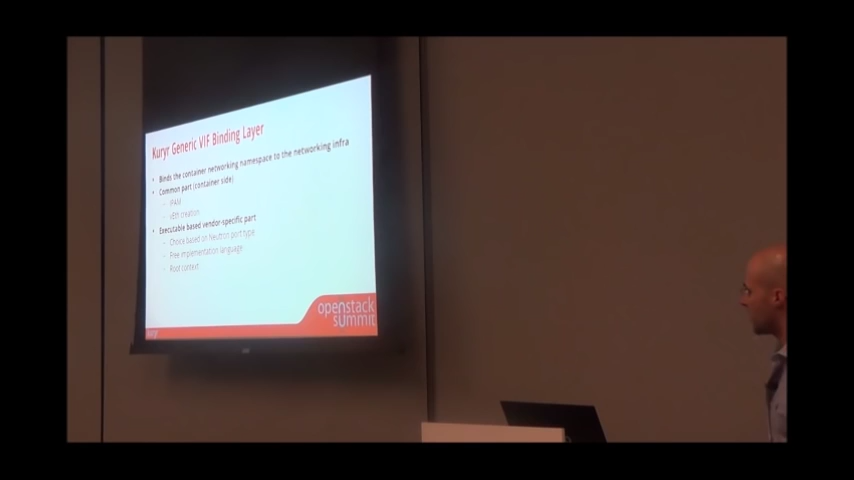 Kuryr Generic VIF Binding Layer
• Binds the container networking namespace to the networking infra
• Common part (container side)
– IPAM
– vEth creation
• Executable based vendor-specific part
– Choice based on Neutron port type
– Free implementation language
– Root context
openstack
summit